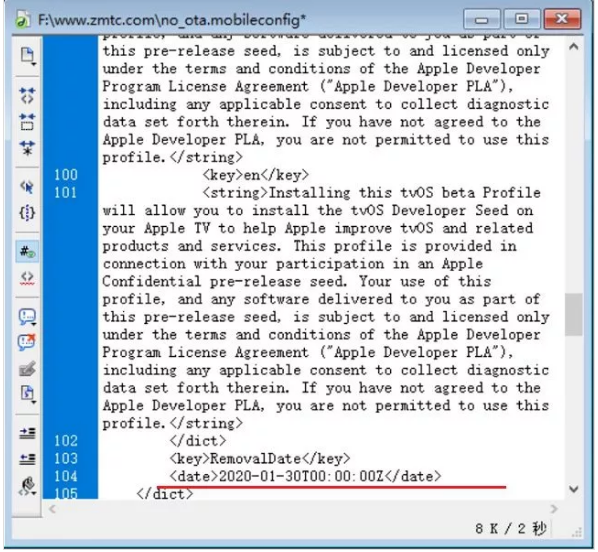 F:\www.zmtc.com\no_ota.mobileconfig*
profile, and any software delivered to you as part of
this pre-release seed, is subject to and licensed only
under the terms and conditions of the Apple Developer
Program License Agreement ("Apple Developer PLA"),
including any applicable consent to collect diagnostic
data set forth therein. If you have not agreed to the
Apple Developer PLA, you are not permitted to use this
profile.</string>
100 <key>en</key>
101 <string>Installing this tvOS beta Profile
will allow you to install the tvOS Developer Seed on
your Apple TV to help Apple improve tvOS and related
products and services. This profile is provided in
connection with your participation in an Apple
Confidential pre-release seed. Your use of this
profile, and any software delivered to you as part of
this pre-release seed, is subject to and licensed only
under the terms and conditions of the Apple Developer
Program License Agreement ("Apple Developer PLA"),
including any applicable consent to collect diagnostic
data set forth therein. If you have not agreed to the
Apple Developer PLA, you are not permitted to use this
profile.</string>
102 </dict>
103 <key>RemovalDate</key>
104 <date>2020-01-30T00:00:00Z</date>
105 </dict>
8 K / 2 秒